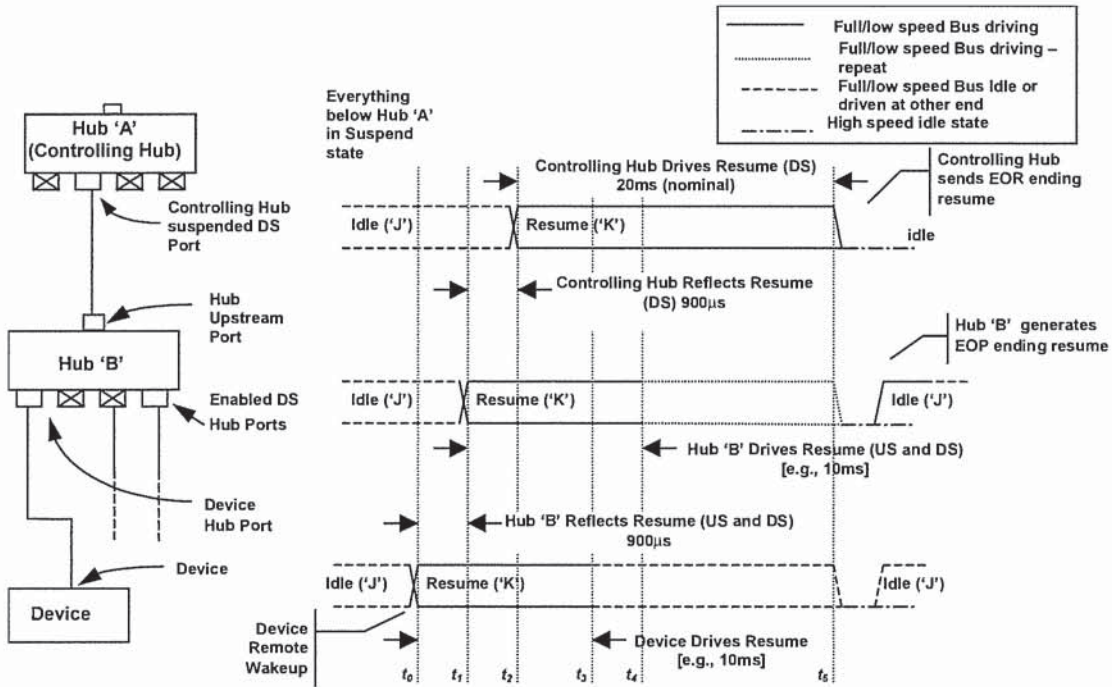 Full/low speed Bus driving
Full/low speed Bus driving –
repeat
Full/low speed Bus Idle or
driven at other end
High speed idle state
Hub 'A'
(Controlling Hub)
Everything
below Hub 'A'
in Suspend
state
Controlling Hub Drives Resume (DS)
20ms (nominal)
Controlling Hub
sends EOR ending
resume
Controlling Hub
suspended DS
Port
Idle ('J')
Resume ('K')
idle
Controlling Hub Reflects Resume
(DS) 900µs
Hub
Upstream
Port
Hub 'B' generates
EOP ending resume
Hub 'B'
Enabled DS
Hub Ports
Idle ('J')
Resume ('K')
Idle ('J')
Hub 'B' Drives Resume (US and DS)
[e.g., 10ms]
Device
Hub Port
Hub 'B' Reflects Resume (US and DS)
900µs
Device
Idle ('J')
Resume ('K')
Idle ('J')
Device
Device
Remote
Wakeup
Device Drives Resume
[e.g., 10ms]
t0 t1 t2 t3 t4 t5